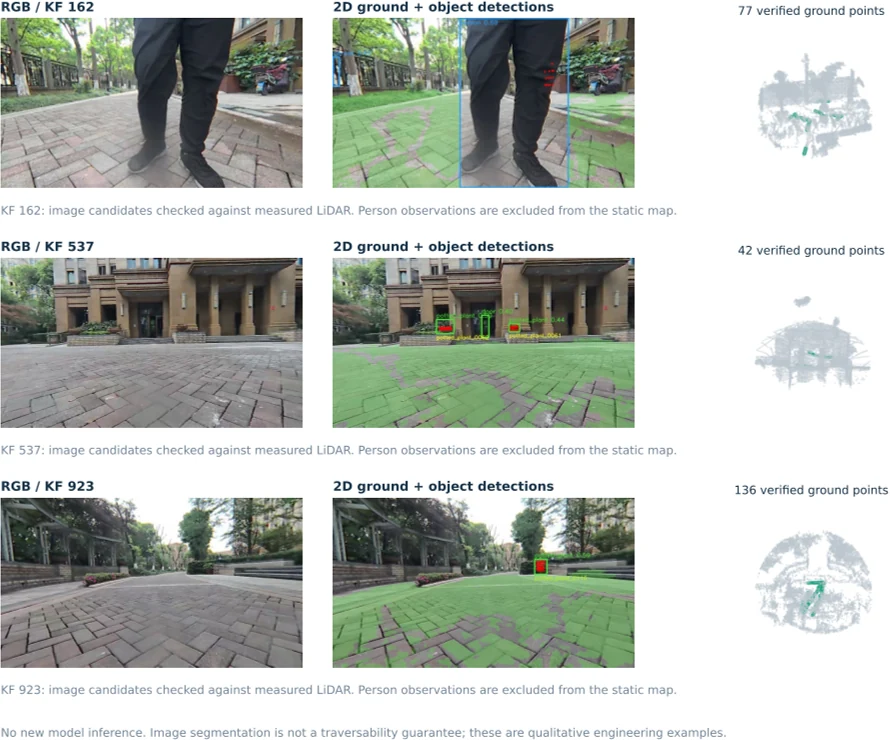 RGB / KF 162
2D ground + object detections
77 verified ground points
KF 162: image candidates checked against measured LiDAR. Person observations are excluded from the static map.
RGB / KF 537
2D ground + object detections
42 verified ground points
KF 537: image candidates checked against measured LiDAR. Person observations are excluded from the static map.
RGB / KF 923
2D ground + object detections
136 verified ground points
KF 923: image candidates checked against measured LiDAR. Person observations are excluded from the static map.
No new model inference. Image segmentation is not a traversability guarantee; these are qualitative engineering examples.